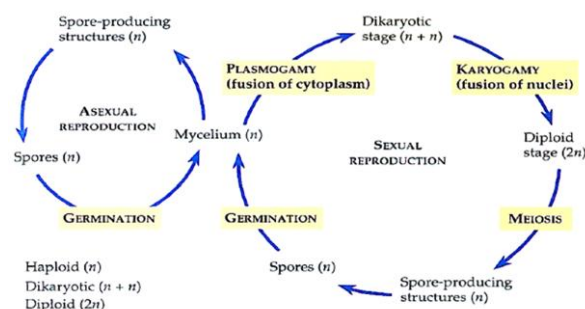 Spore-producing
structures (n)
Dikaryotic
stage (n + n)
PLASMOGAMY
(fusion of cytoplasm)
KARYOGAMY
(fusion of nuclei)
ASEXUAL
REPRODUCTION
Mycelium (n)
Spores (n)
SEXUAL
REPRODUCTION
Diploid
stage (2n)
GERMINATION
GERMINATION
MEIOSIS
Spores (n)
Spore-producing
structures (n)
Haploid (n)
Dikaryotic (n + n)
Diploid (2n)